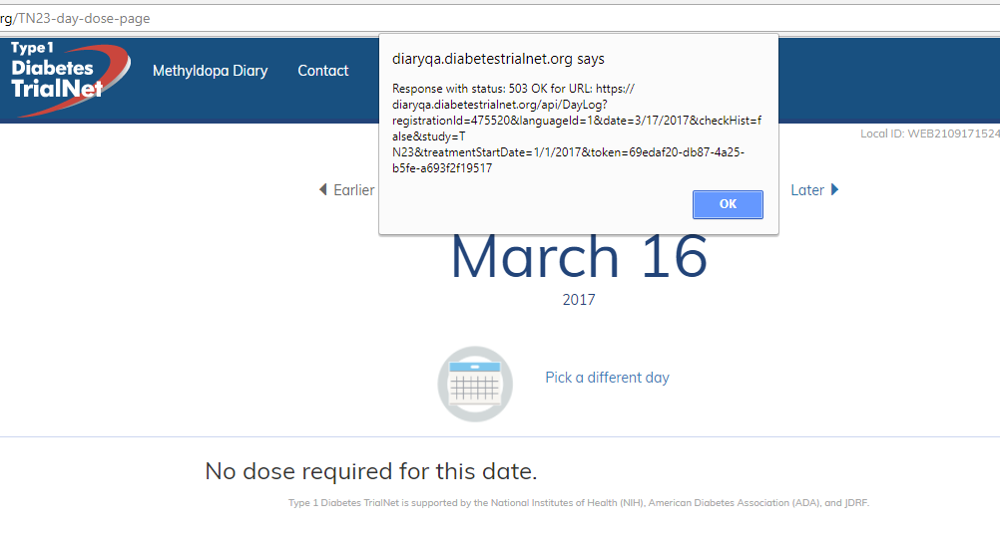 rg/TN23-day-dose-page
Type 1
Diabetes
TrialNet
Methyldopa Diary
Contact
diaryqa.diabetestrialnet.org says
Response with status: 503 OK for URL: https://
diaryqa.diabetestrialnet.org/api/DayLog?
registrationId=475520&languageId=1&date=3/17/2017&checkHist=f
alse&study=T
N23&treatmentStartDate=1/1/2017&token=69edaf20-db87-4a25-
b5fe-a693f2f19517
OK
Local ID: WEB2109171524
Earlier
Later
March 16
2017
Pick a different day
No dose required for this date.
Type 1 Diabetes TrialNet is supported by the National Institutes of Health (NIH), American Diabetes Association (ADA), and JDRF.